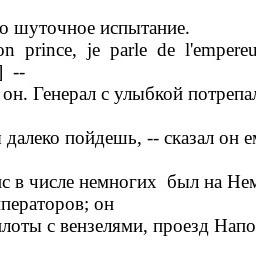 о шуточное испытание.
on prince, je parle de l'empereu
] --
он. Генерал с улыбкой потрепал
далеко пойдешь, -- сказал он ем
с в числе немногих был на Нем
ператоров; он
лоты с вензелями, проезд Напо